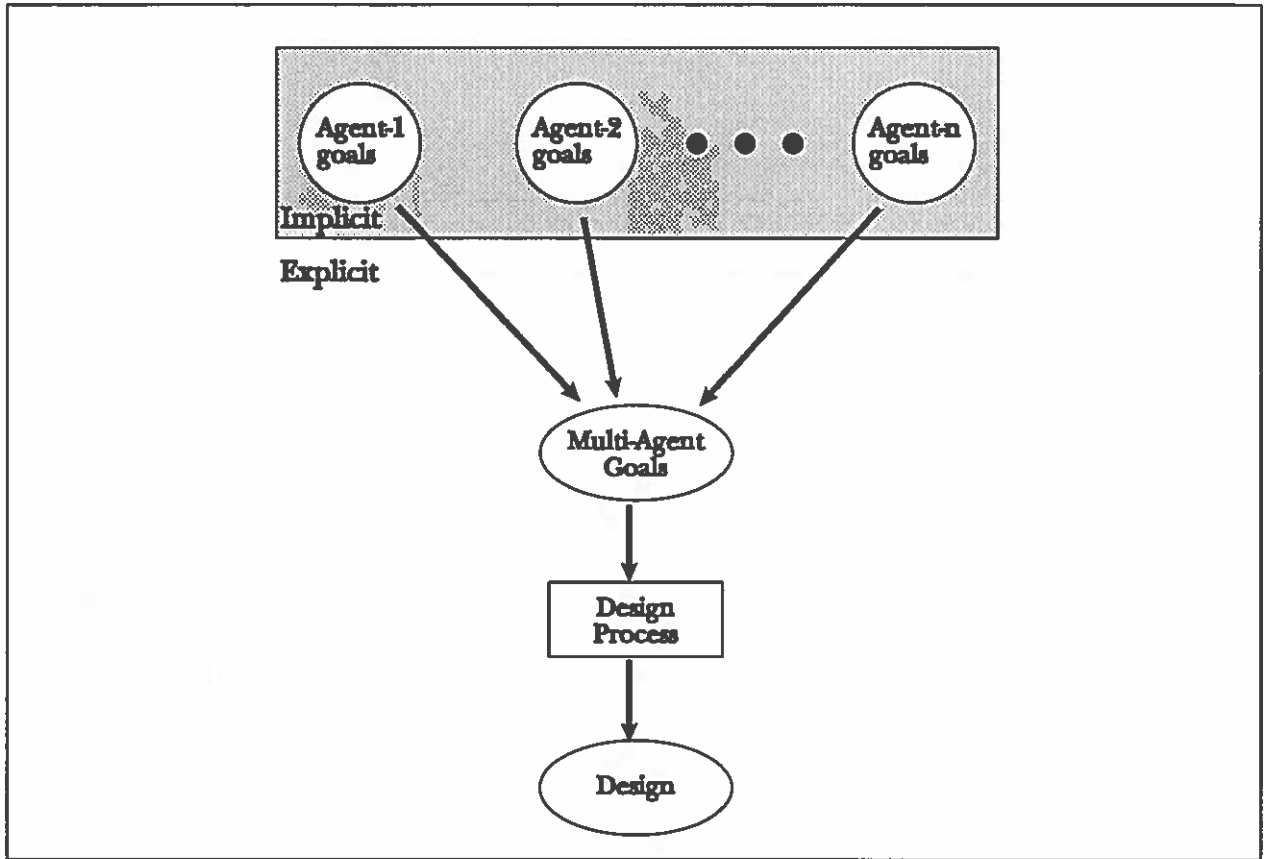 Agent-1
goals
Agent-2
goals
Agent-n
goals
Implicit
Explicit
Multi-Agent
Goals
Design
Process
Design